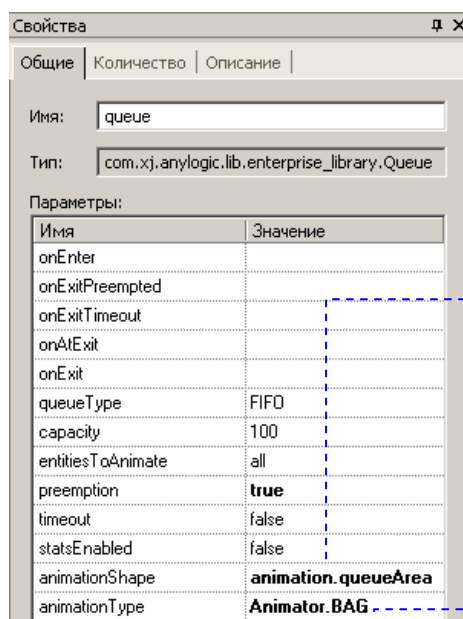 Свойства
Общие Количество Описание
Имя: queue
Тип: com.xj.anylogic.lib.enterprise_library.Queue
Параметры:
Имя Значение
onEnter
onExitPreempted
onExitTimeout
onAtExit
onExit
queueType FIFO
capacity 100
entitiesToAnimate all
preemption true
timeout false
statsEnabled false
animationShape animation.queueArea
animationType Animator.BAG